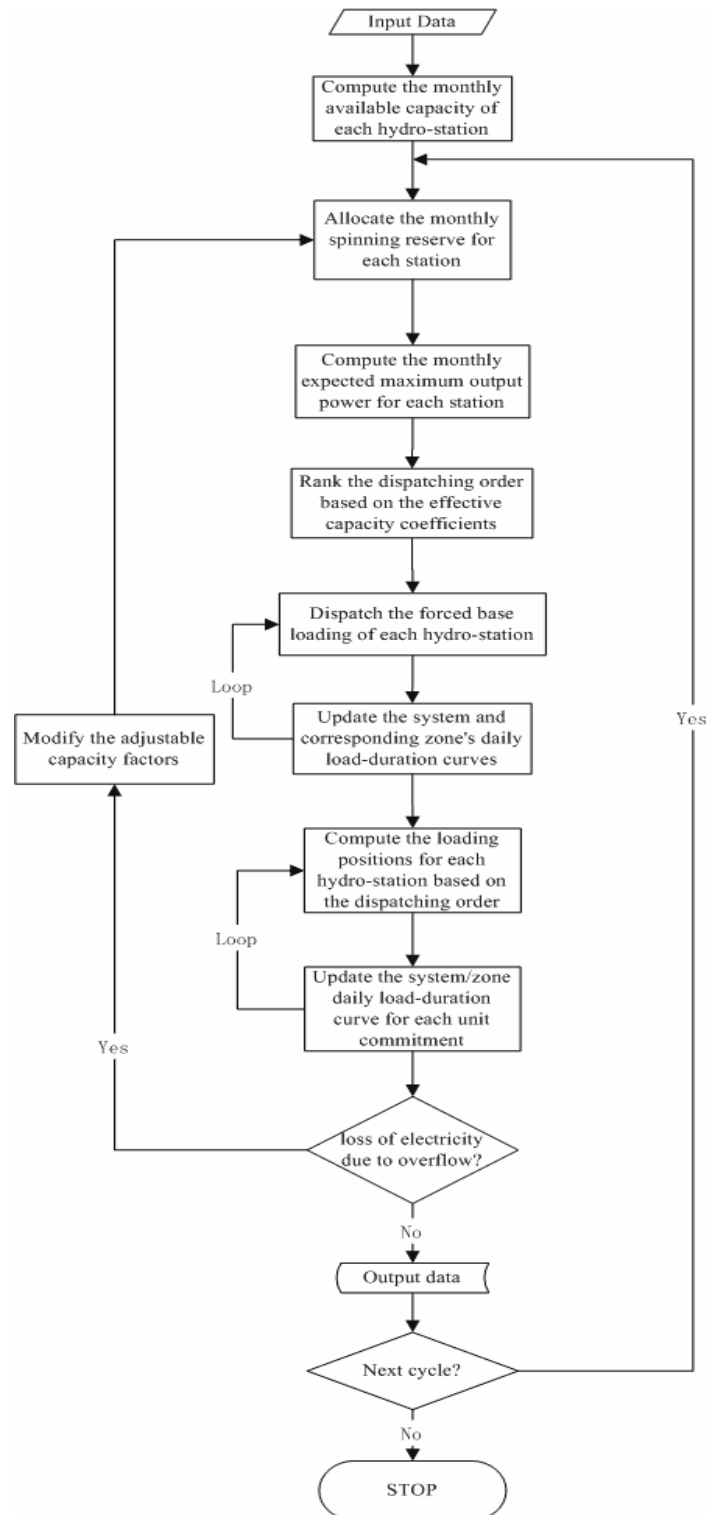 Input Data
Compute the monthly
available capacity of
each hydro-station
Allocate the monthly
spinning reserve for
each station
Compute the monthly
expected maximum output
power for each station
Rank the dispatching order
based on the effective
capacity coefficients
Dispatch the forced base
loading of each hydro-station
Loop
Update the system and
corresponding zone's daily
load-duration curves
Modify the adjustable
capacity factors
Yes
Compute the loading
positions for each
hydro-station based on
the dispatching order
Loop
Update the system/zone
daily load-duration
curve for each unit
commitment
Yes
loss of electricity
due to overflow?
No
Output data
Next cycle?
No
STOP